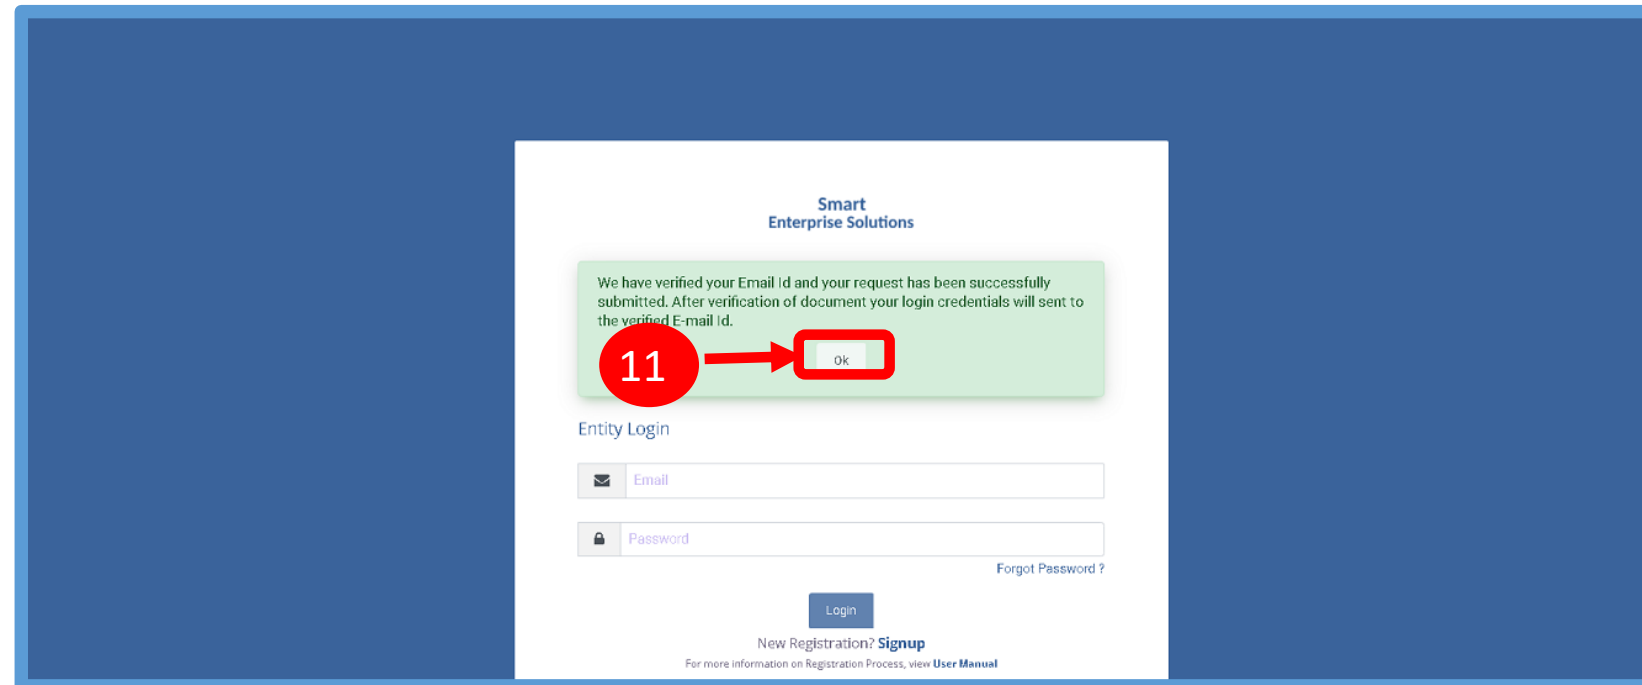 Smart
Enterprise Solutions
We have verified your Email Id and your request has been successfully
submitted. After verification of document your login credentials will sent to
the verified E-mail Id.
11
Ok
Entity Login
Email
Password
Forgot Password ?
Login
New Registration? Signup
For more information on Registration Process, view User Manual